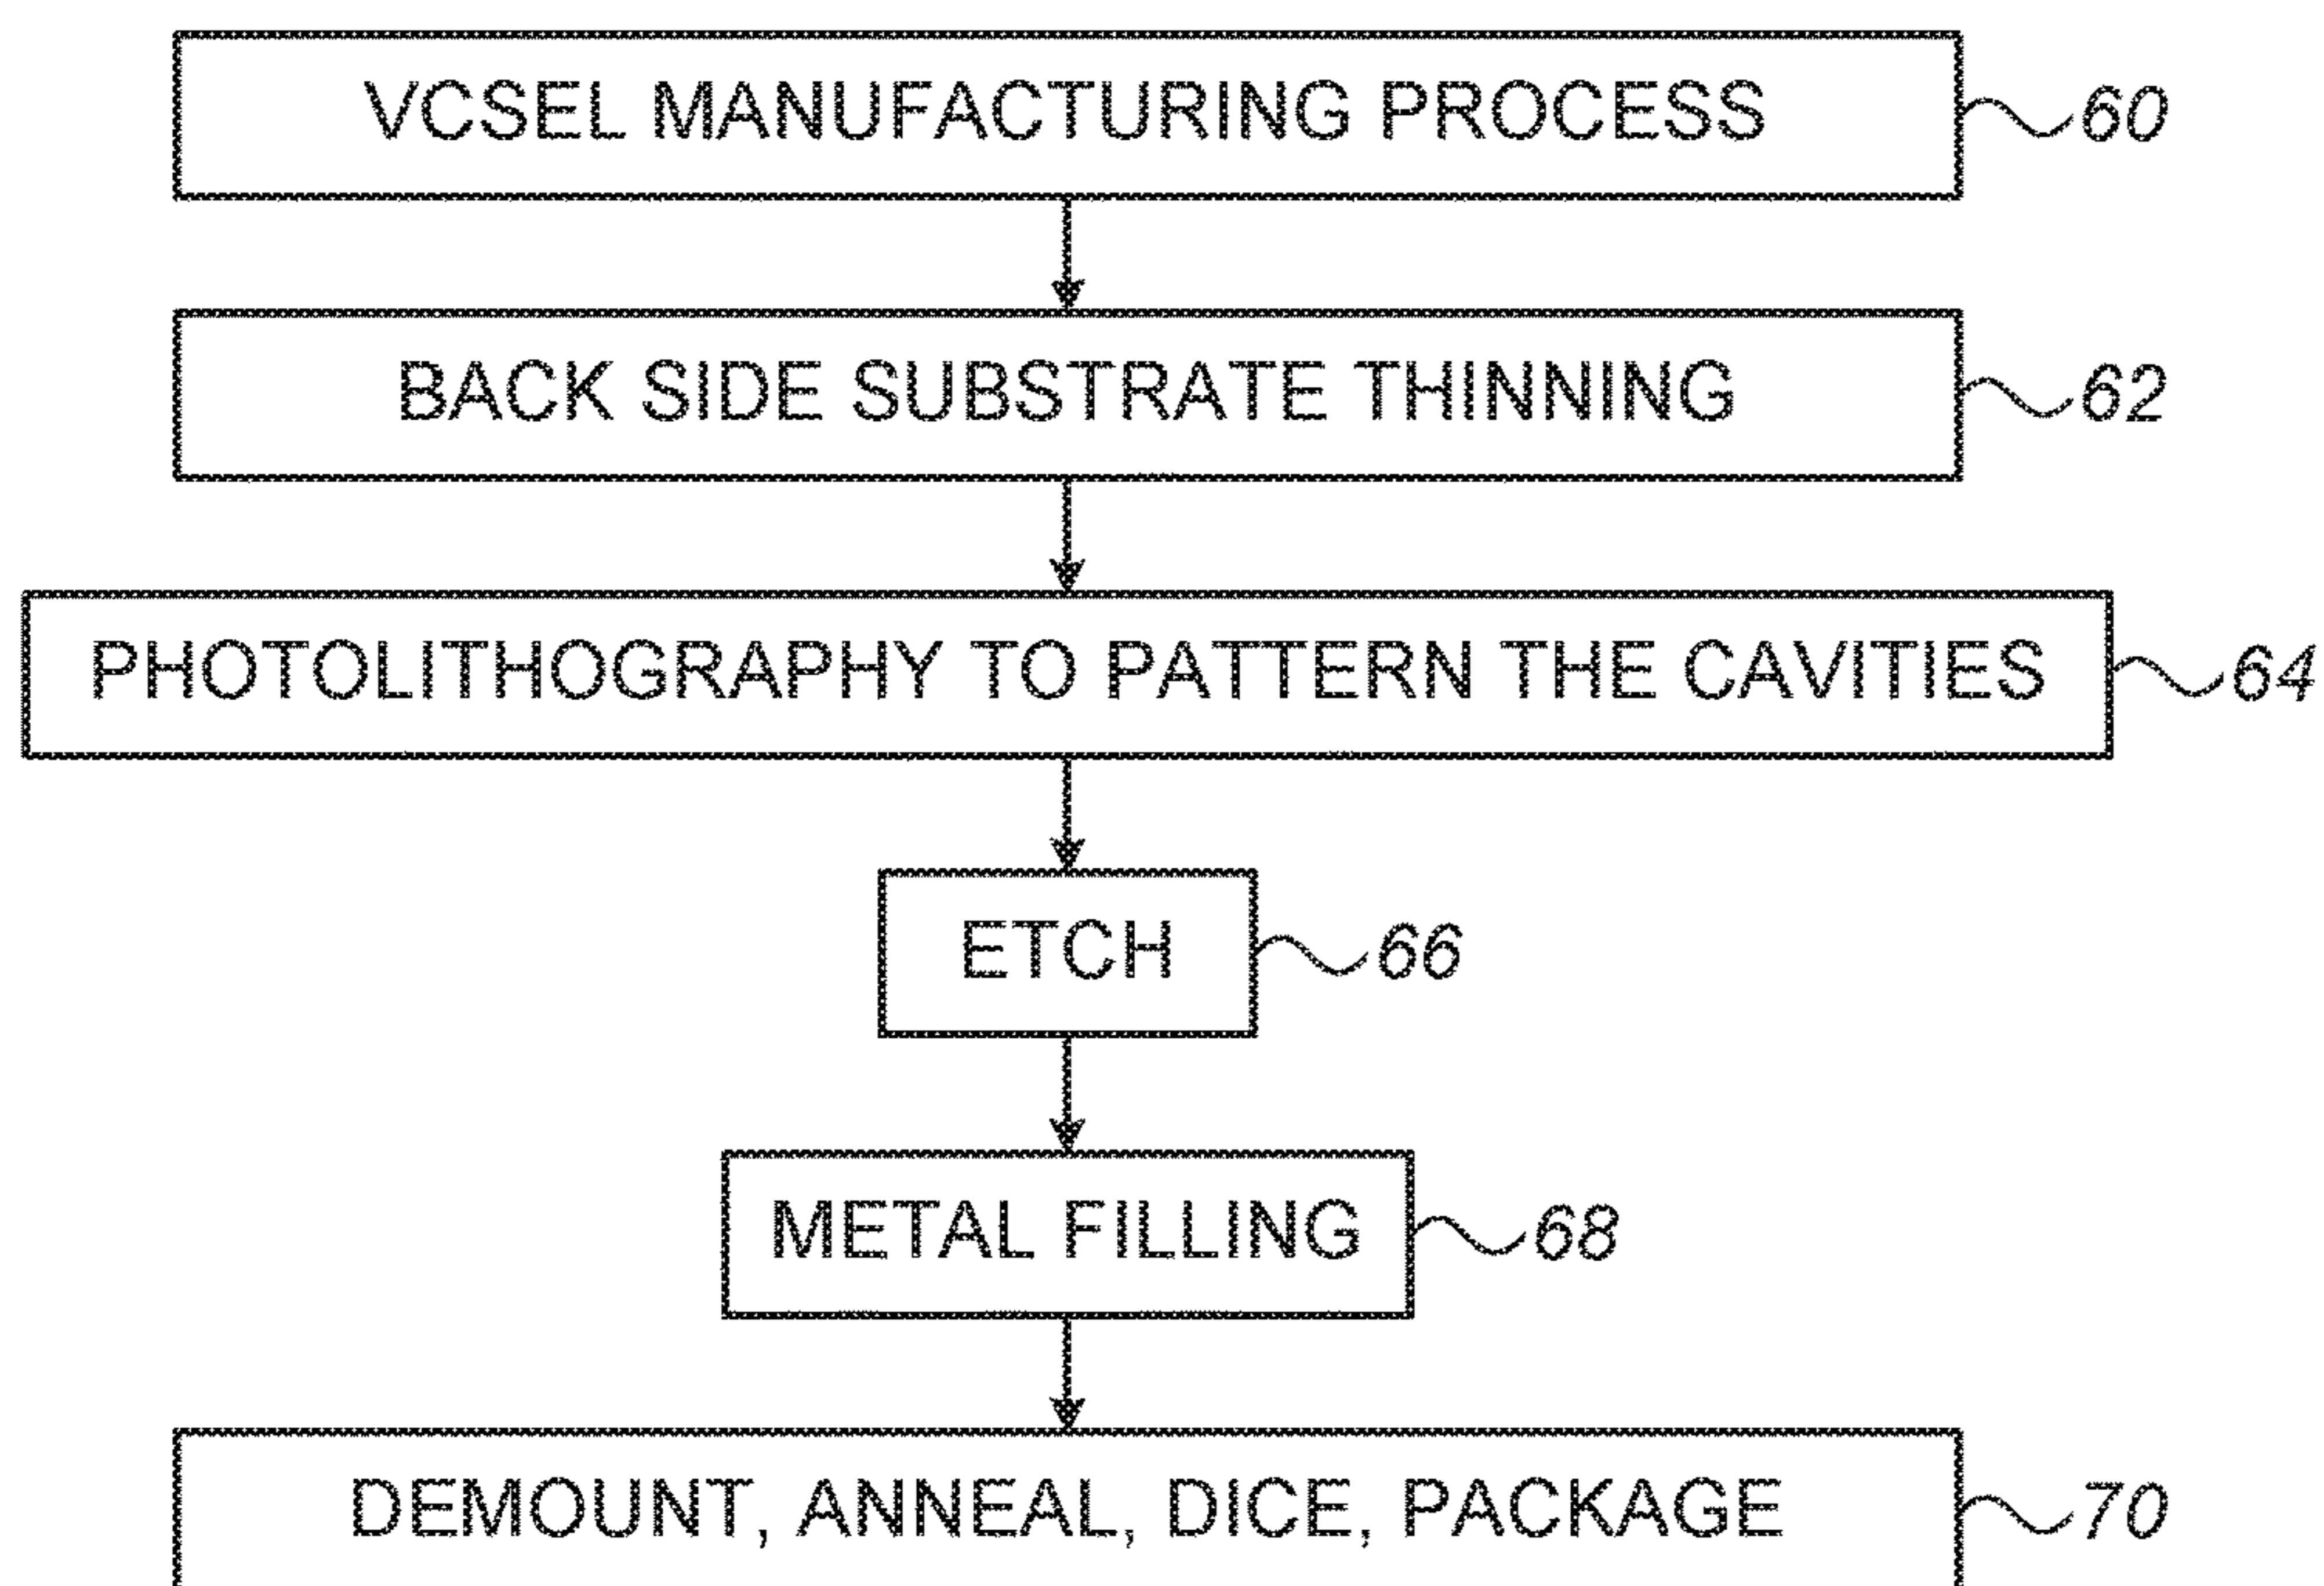 VCSEL MANUFACTURING PROCESS 60
BACK SIDE SUBSTRATE THINNING 62
PHOTOLITHOGRAPHY TO PATTERN THE CAVITIES 64
ETCH 66
METAL FILLING 68
DEMOUNT, ANNEAL, DICE, PACKAGE 70